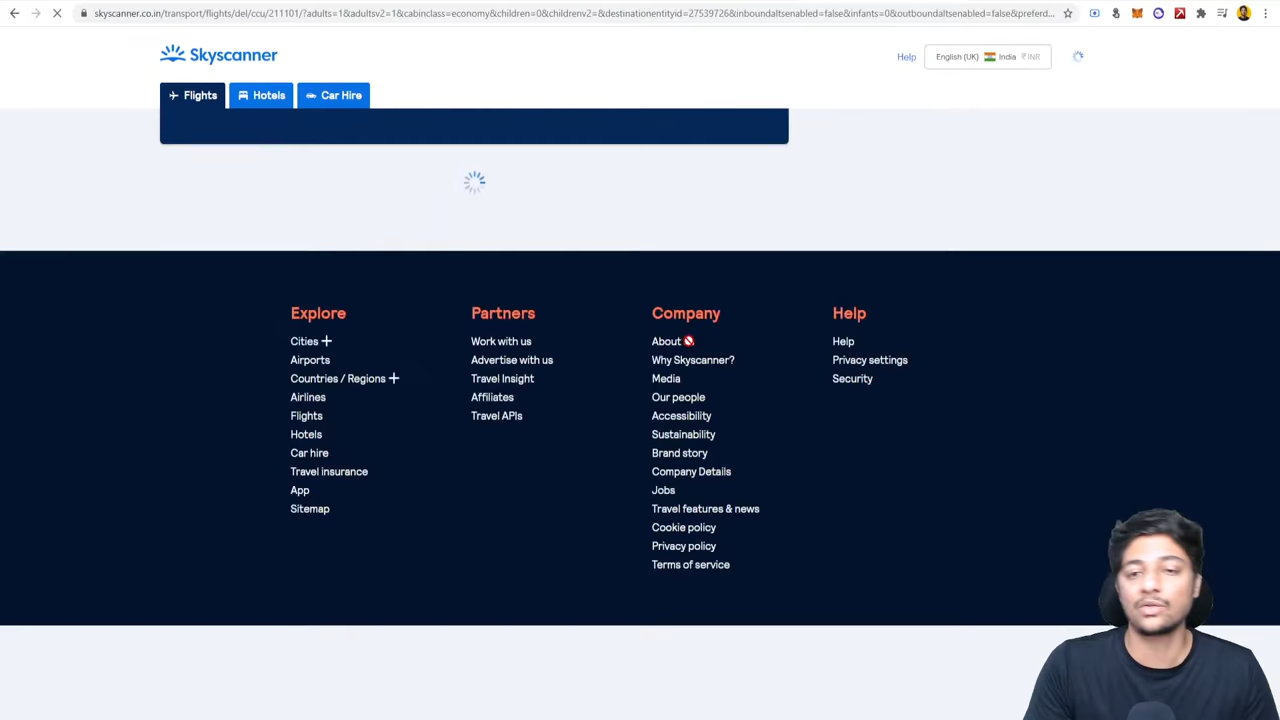 skyscanner.co.in/transport/flights/del/ccu/211101/?adults=1&adultsv2=1&cabinclass=economy&children=0&childrenv2=&destinationentityid=27539726&inboundaltsenabled=false&infants=0&outboundaltsenabled=false&preferd...
Skyscanner
Help English (UK) India ₹ INR
Flights Hotels Car Hire
Explore Partners Company Help
Cities + Work with us About Help
Airports Advertise with us Why Skyscanner? Privacy settings
Countries / Regions + Travel Insight Media Security
Airlines Affiliates Our people
Flights Travel APIs Accessibility
Hotels Sustainability
Car hire Brand story
Travel insurance Company Details
App Jobs
Sitemap Travel features & news
Cookie policy
Privacy policy
Terms of service